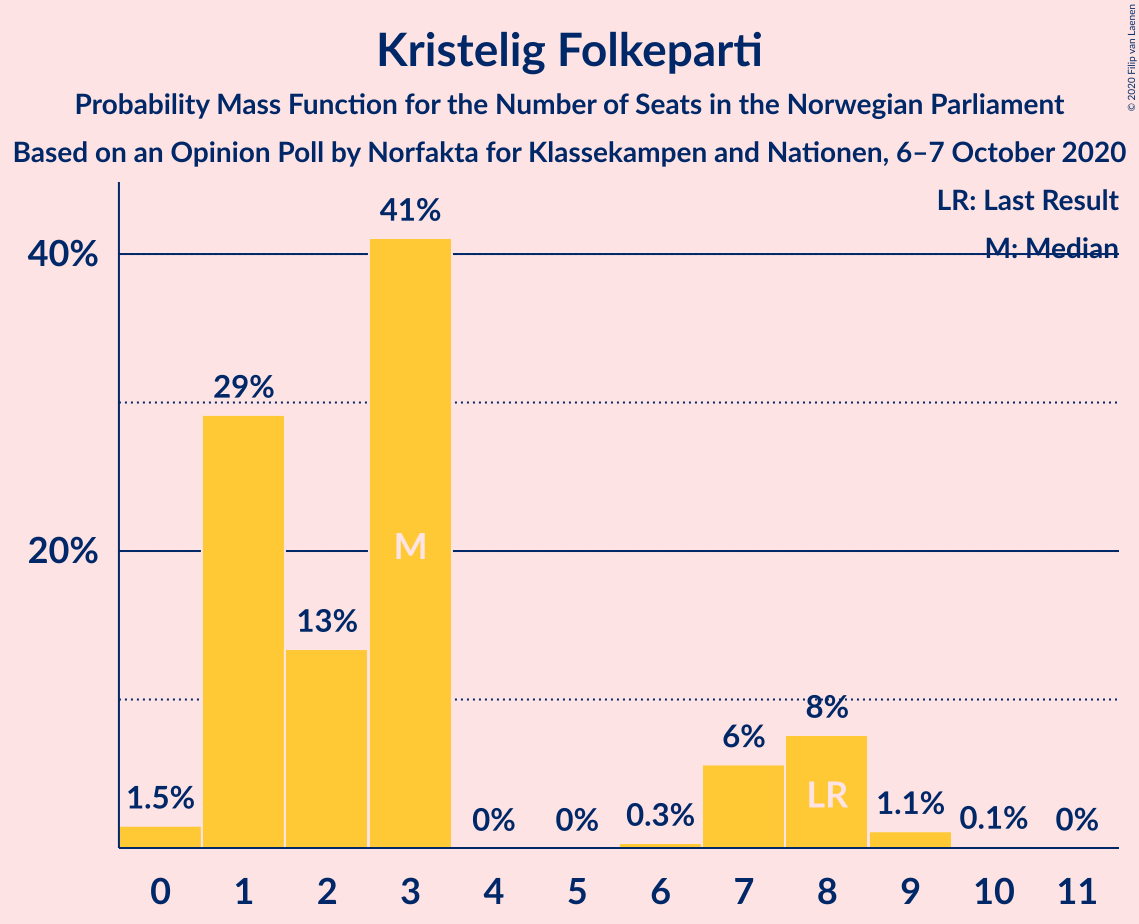 Kristelig Folkeparti
Probability Mass Function for the Number of Seats in the Norwegian Parliament
Based on an Opinion Poll by Norfakta for Klassekampen and Nationen, 6–7 October 2020
© 2020 Filip van Laenen
LR: Last Result
M: Median
40%
20%
1.5%
29%
13%
41%
M
0%
0%
0.3%
6%
8%
LR
1.1%
0.1%
0%
0 1 2 3 4 5 6 7 8 9 10 11